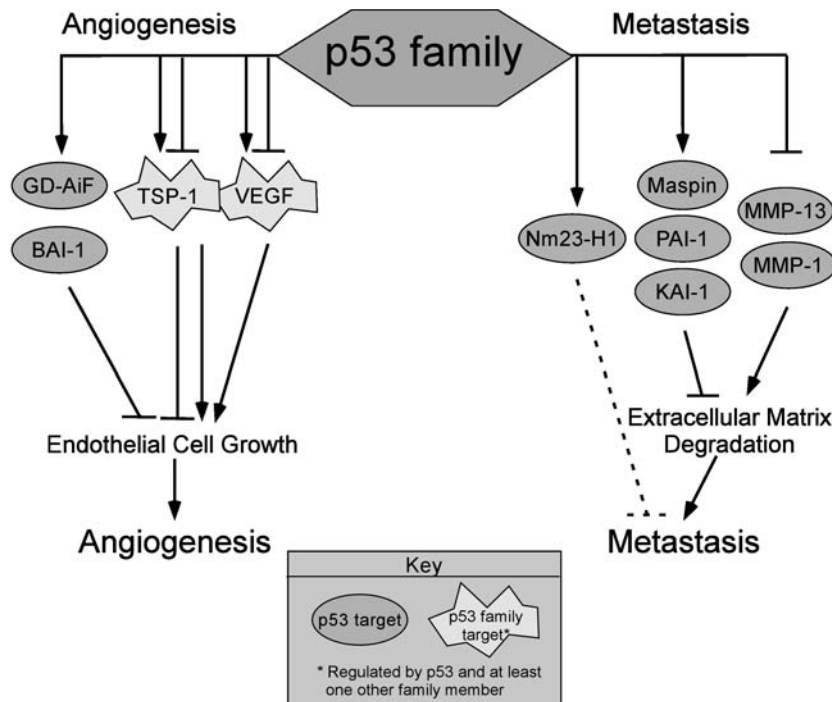 Angiogenesis
p53 family
Metastasis
GD-AiF
TSP-1
VEGF
BAI-1
Nm23-H1
Maspin
PAI-1
KAI-1
MMP-13
MMP-1
Endothelial Cell Growth
Extracellular Matrix
Degradation
Angiogenesis
Metastasis
Key
p53 target
p53 family
target*
* Regulated by p53 and at least
one other family member